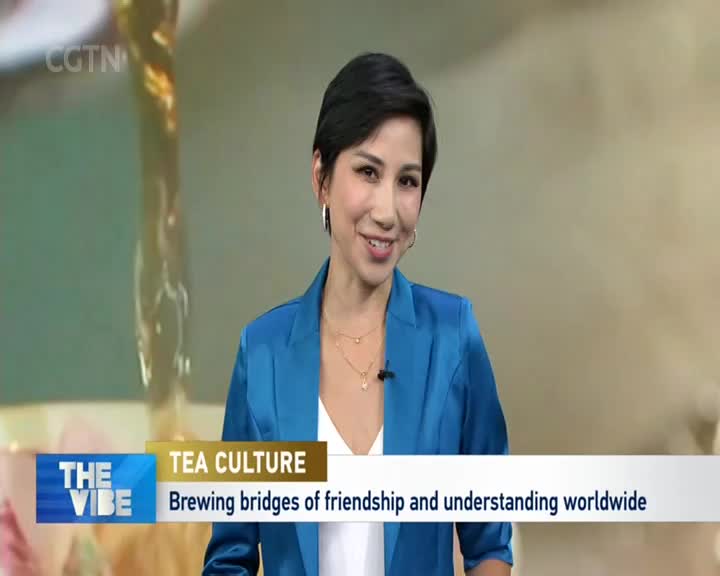 CGTN
TEA CULTURE
THE VIBE
Brewing bridges of friendship and understanding worldwide